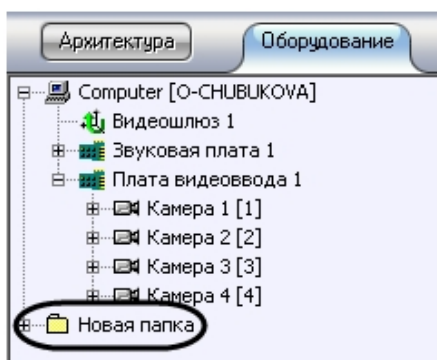 Архитектура
Оборудование
Computer [O-CHUBUKOVA]
Видеошлюз 1
Звуковая плата 1
Плата видеоввода 1
Камера 1 [1]
Камера 2 [2]
Камера 3 [3]
Камера 4 [4]
Новая папка